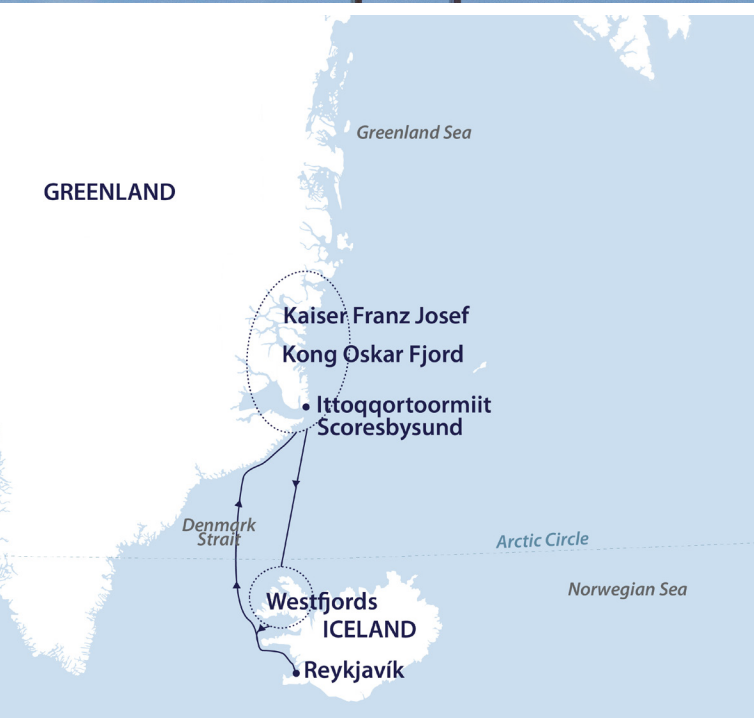 Greenland Sea
GREENLAND
Kaiser Franz Josef
Kong Oskar Fjord
Ittoqqortoormiit
Scoresbysund
Denmark
Strait
Arctic Circle
Norwegian Sea
Westfjords
ICELAND
Reykjavík